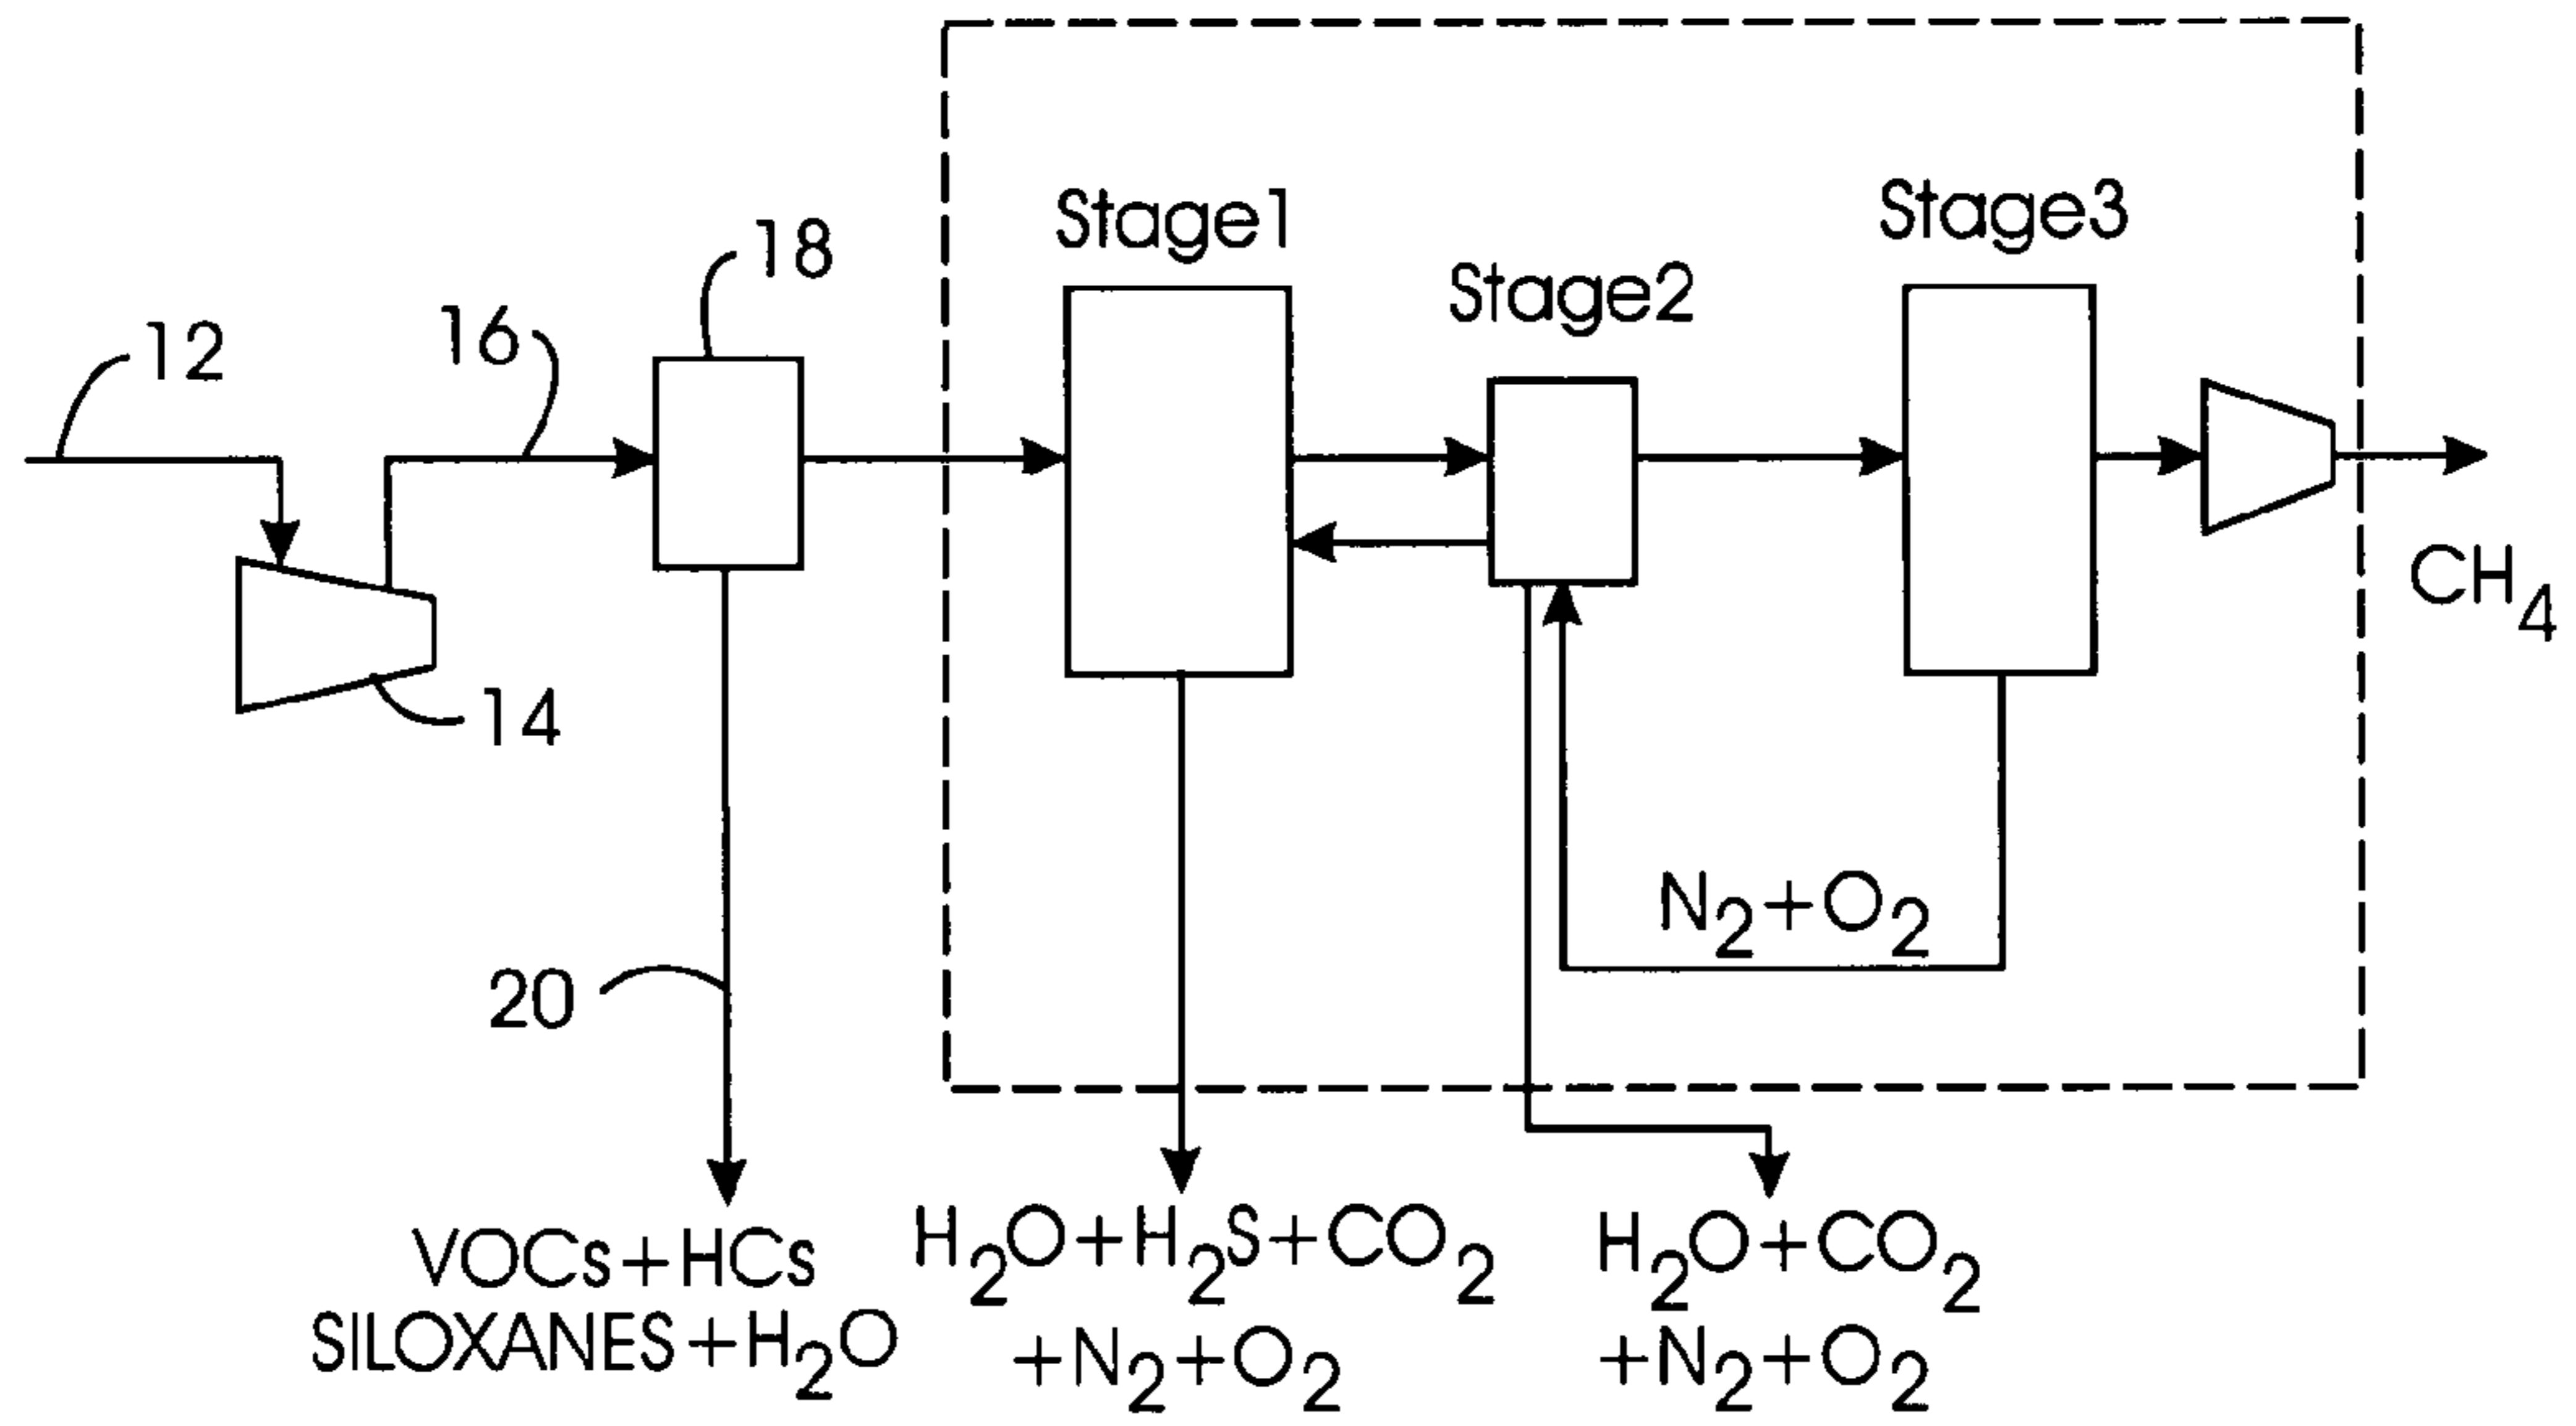 Stage1
Stage3
18
Stage2
12
16
14
CH4
N2+O2
20
VOCs+HCs
SILOXANES+H2O
H2O+H2S+CO2
+N2+O2
H2O+CO2
+N2+O2